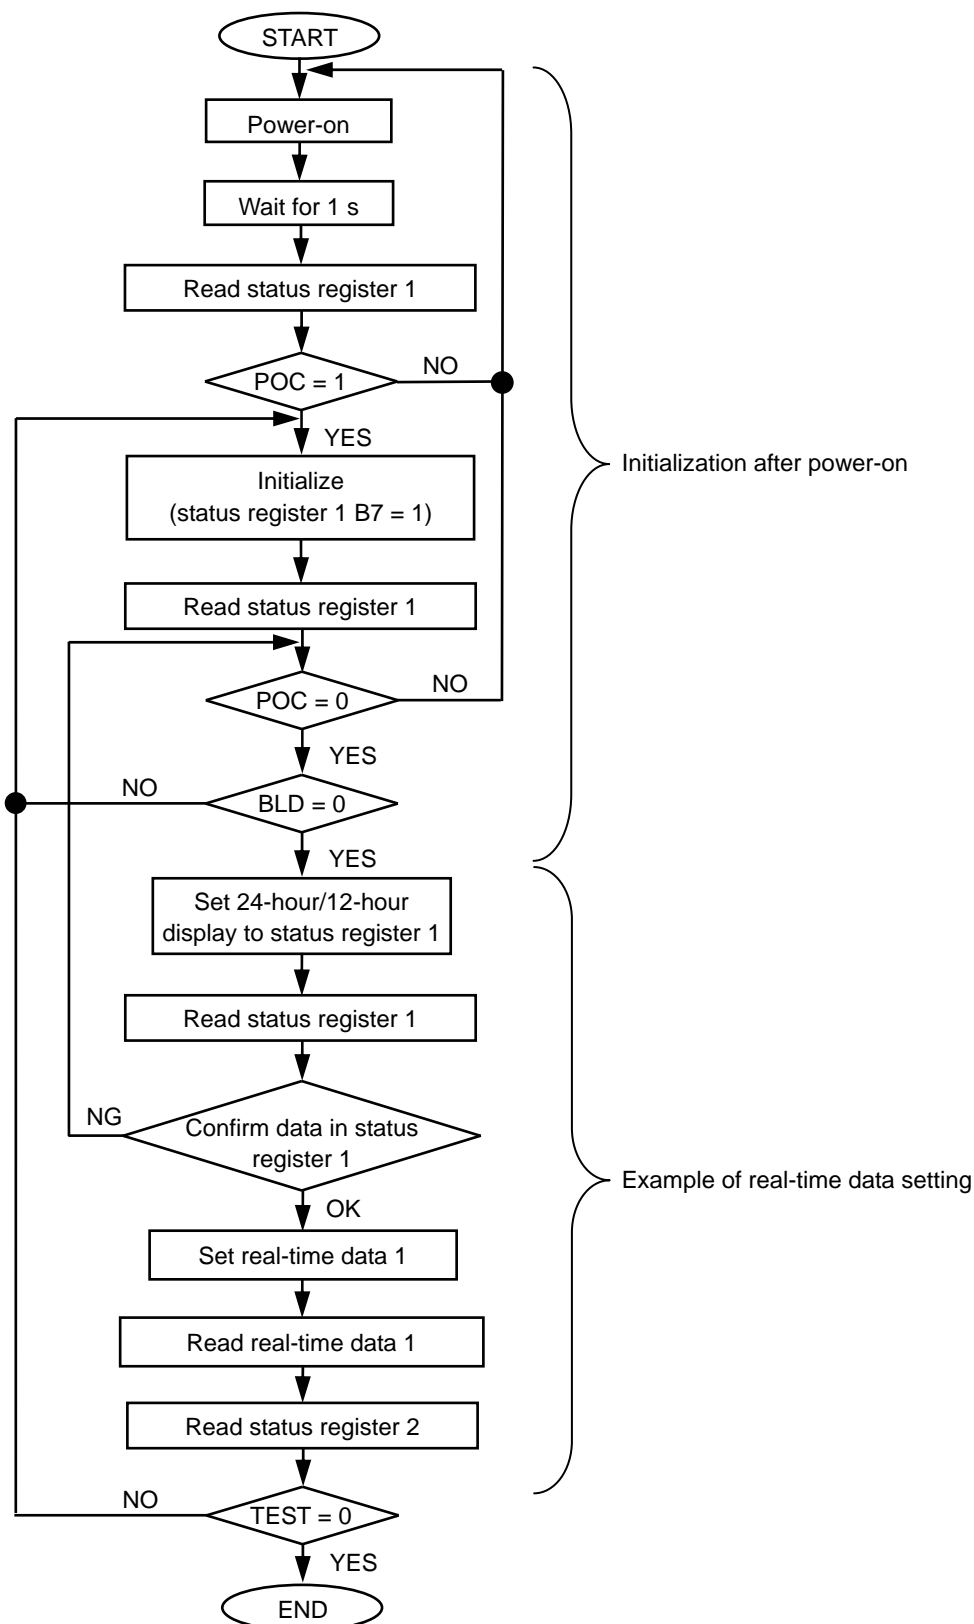 START
Power-on
Wait for 1 s
Read status register 1
POC = 1
NO
YES
Initialize
(status register 1 B7 = 1)
Initialization after power-on
Read status register 1
POC = 0
NO
YES
BLD = 0
NO
YES
Set 24-hour/12-hour
display to status register 1
Read status register 1
NG
Confirm data in status
register 1
Example of real-time data setting
OK
Set real-time data 1
Read real-time data 1
Read status register 2
NO
TEST = 0
YES
END